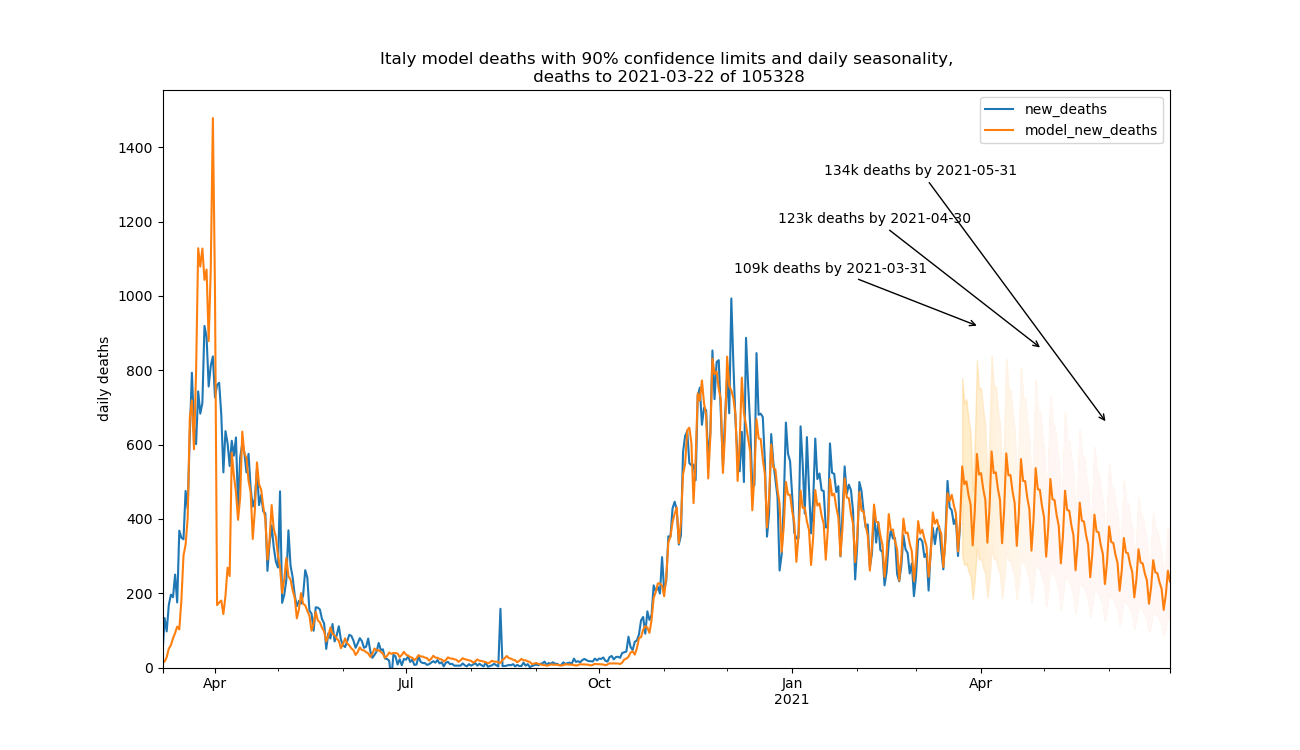 Italy model deaths with 90% confidence limits and daily seasonality,
deaths to 2021-03-22 of 105328
new_deaths
model_new_deaths
134k deaths by 2021-05-31
123k deaths by 2021-04-30
109k deaths by 2021-03-31
daily deaths
1400
1200
1000
800
600
400
200
0
Apr
Jul
Oct
Jan
2021
Apr